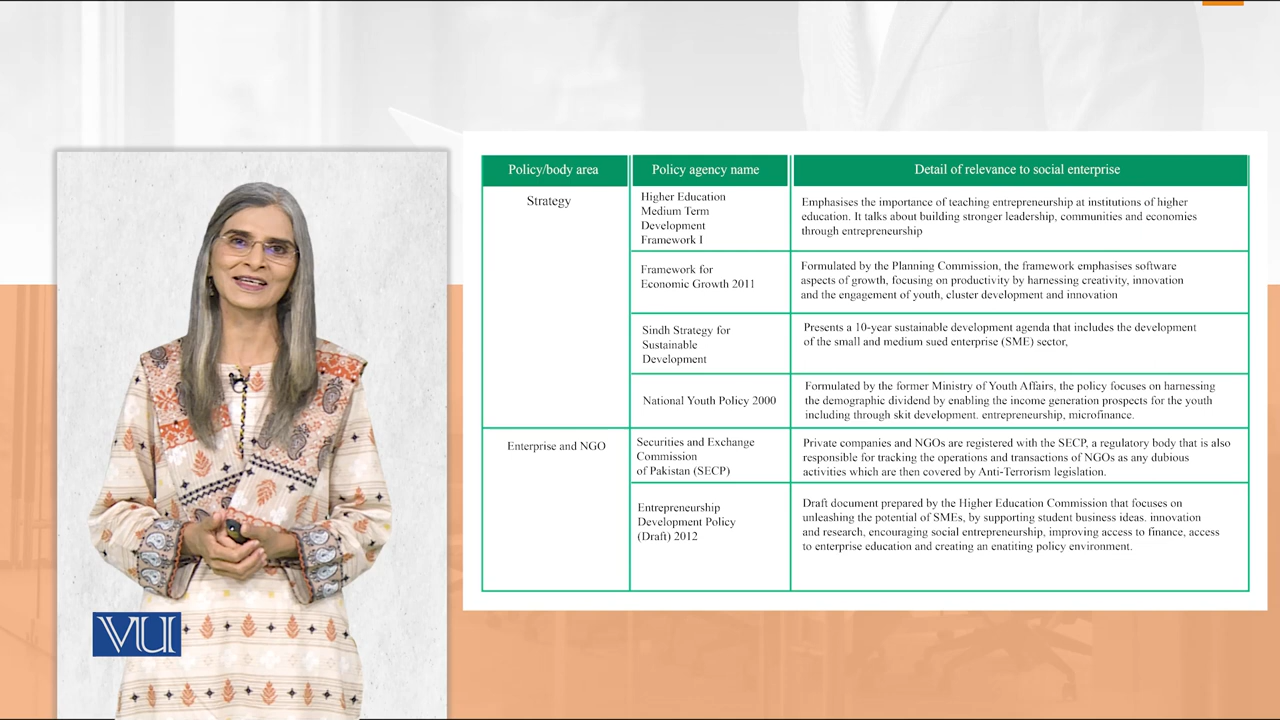 Policy/body area
Policy agency name
Detail of relevance to social enterprise
Strategy
Higher Education
Medium Term
Development
Framework I
Emphasises the importance of teaching entrepreneurship at institutions of higher
education. It talks about building stronger leadership, communities and economies
through entrepreneurship
Framework for
Economic Growth 2011
Formulated by the Planning Commission, the framework emphasises software
aspects of growth, focusing on productivity by harnessing creativity, innovation
and the engagement of youth, cluster development and innovation
Sindh Strategy for
Sustainable
Development
Presents a 10-year sustainable development agenda that includes the development
of the small and medium sued enterprise (SME) sector,
National Youth Policy 2000
Formulated by the former Ministry of Youth Affairs, the policy focuses on harnessing
the demographic dividend by enabling the income generation prospects for the youth
including through skit development. entrepreneurship, microfinance.
Enterprise and NGO
Securities and Exchange
Commission
of Pakistan (SECP)
Private companies and NGOs are registered with the SECP, a regulatory body that is also
responsible for tracking the operations and transactions of NGOs as any dubious
activities which are then covered by Anti-Terrorism legislation.
Entrepreneurship
Development Policy
(Draft) 2012
Draft document prepared by the Higher Education Commission that focuses on
unleashing the potential of SMEs, by supporting student business ideas. innovation
and research, encouraging social entrepreneurship, improving access to finance, access
to enterprise education and creating an enatiting policy environment.
VU